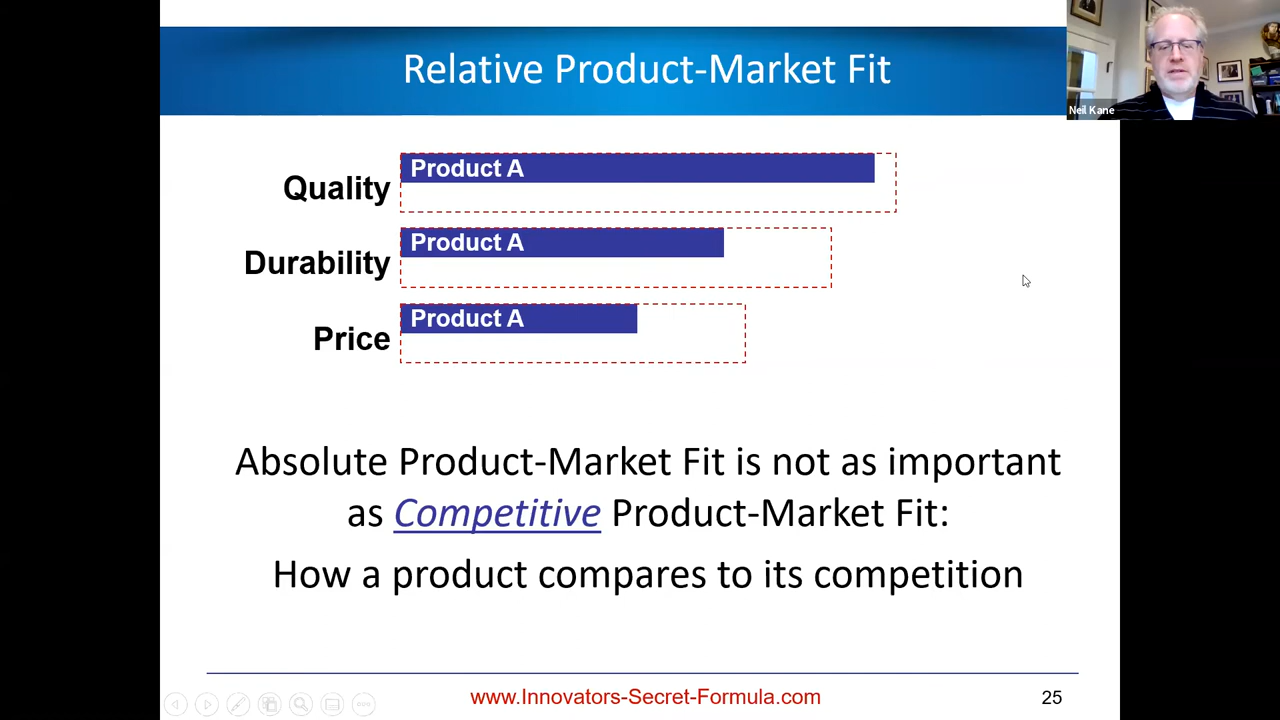 Relative Product-Market Fit
Neil Kane
Quality
Product A
Durability
Product A
Price
Product A
Absolute Product-Market Fit is not as important
as Competitive Product-Market Fit:
How a product compares to its competition
www.Innovators-Secret-Formula.com
25